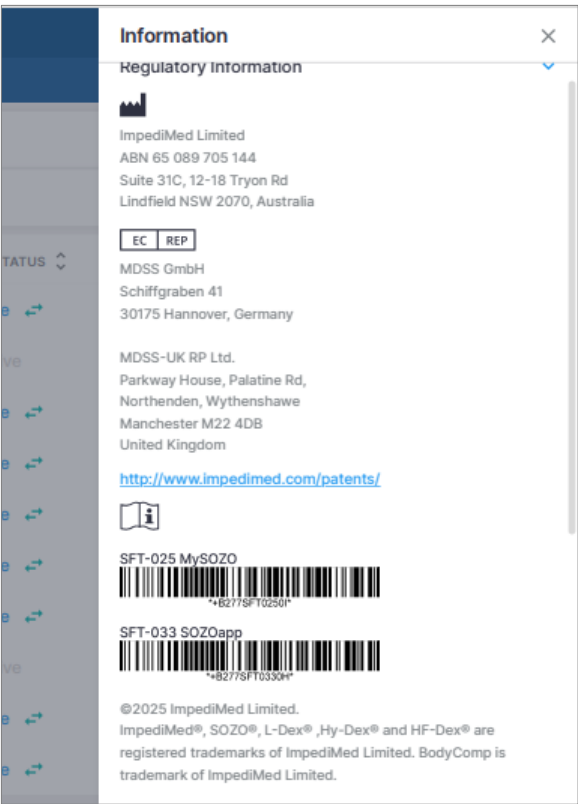 Information
Regulatory Information
ImpediMed Limited
ABN 65 089 705 144
Suite 31C, 12-18 Tryon Rd
Lindfield NSW 2070, Australia
EC REP
MDSS GmbH
Schiffgraben 41
30175 Hannover, Germany
MDSS-UK RP Ltd.
Parkway House, Palatine Rd,
Northenden, Wythenshawe
Manchester M22 4DB
United Kingdom
http://www.impedimed.com/patents/
i
SFT-025 MySOZO
*+B277SFT0250I*
SFT-033 SOZOapp
*+B277SFT0330H*
©2025 ImpediMed Limited.
ImpediMed®, SOZO®, L-Dex® ,Hy-Dex® and HF-Dex® are
registered trademarks of ImpediMed Limited. BodyComp is
trademark of ImpediMed Limited.
TATUS
e
ve
e
e
e
e
e
ve
e
e